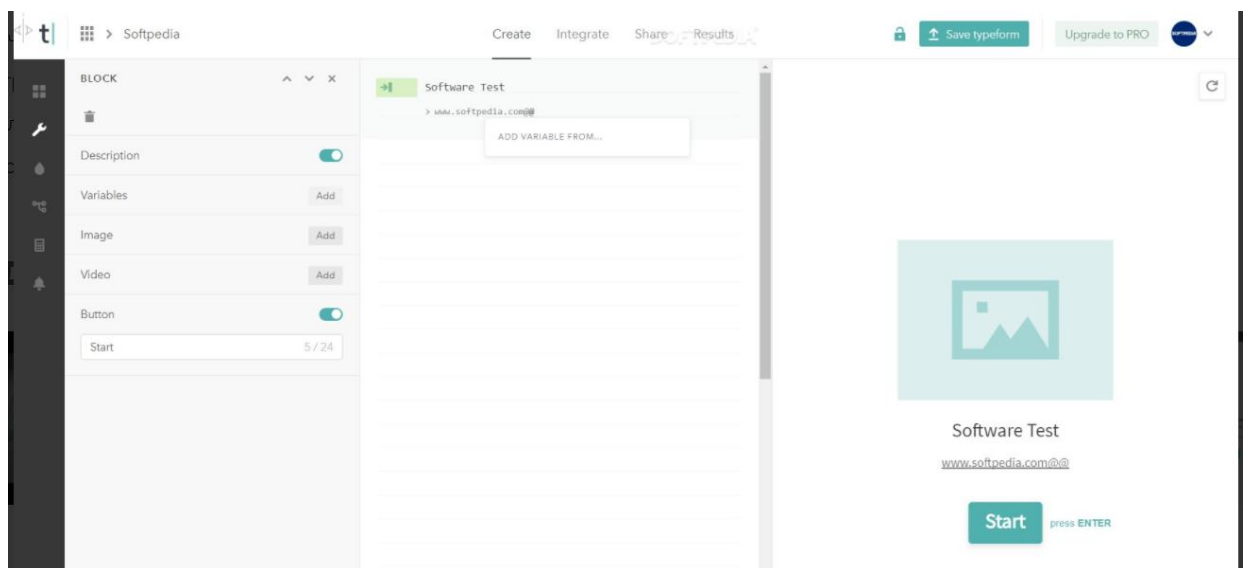 t|
> Softpedia
Create Integrate Share Results
SOFTPEDIA
Save typeform
Upgrade to PRO
SOFTPEDIA
BLOCK
Description
Variables Add
Image Add
Video Add
Button
Start 5 / 24
Software Test
> www.softpedia.com@@
ADD VARIABLE FROM...
Software Test
www.softpedia.com@@
Start press ENTER